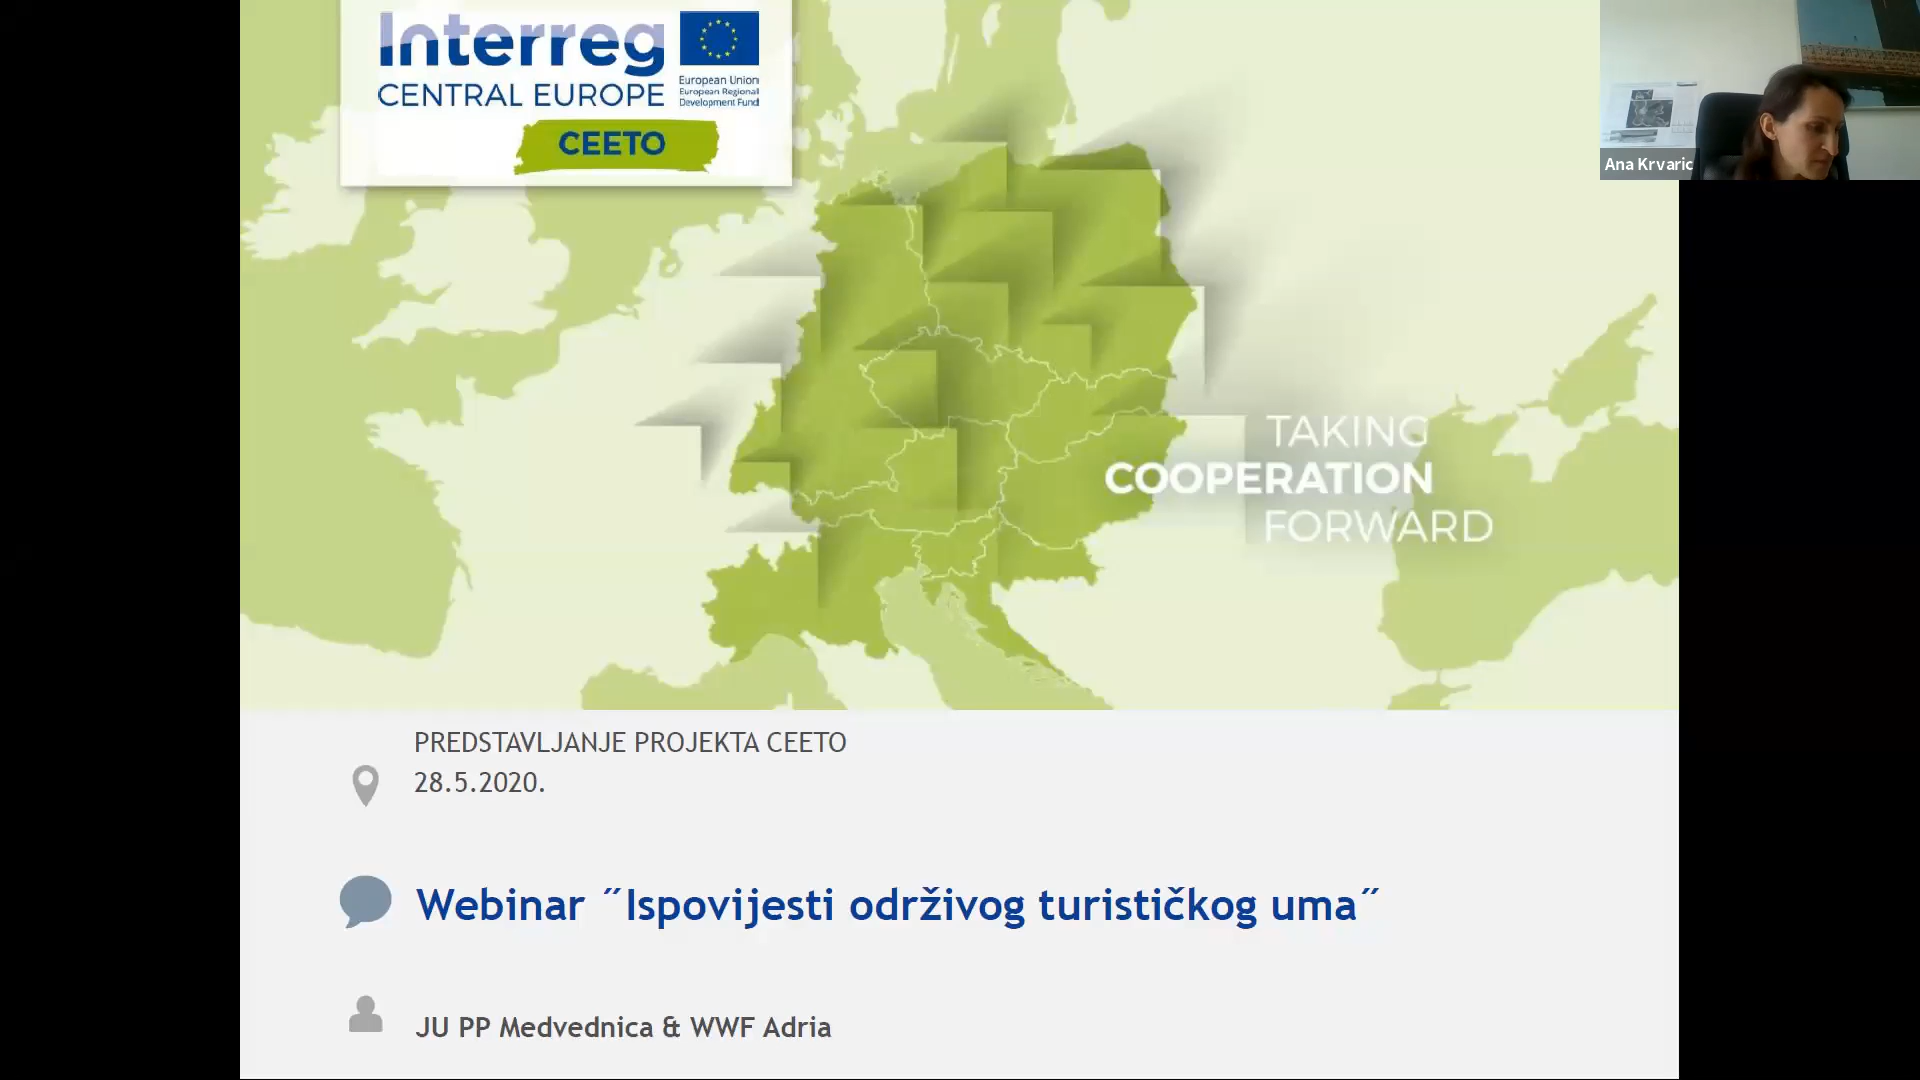 Interreg
CENTRAL EUROPE
European Union
European Regional
Development Fund
CEETO
Ana Krvaric
TAKING
COOPERATION
FORWARD
PREDSTAVLJANJE PROJEKTA CEETO
28.5.2020.
Webinar ˝Ispovijesti održivog turističkog uma˝
JU PP Medvednica & WWF Adria